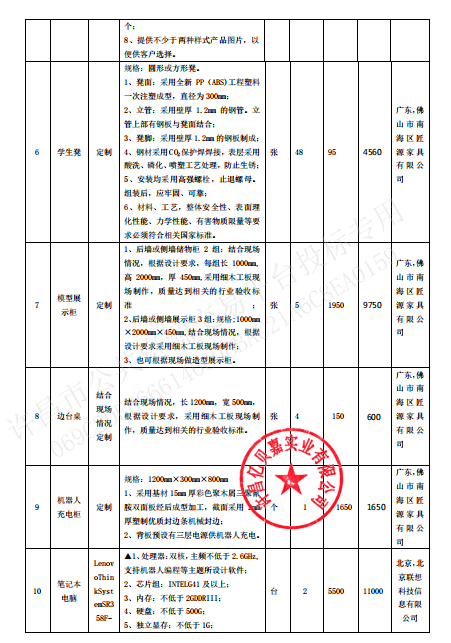 个;
8、提供不少于两种样式产品图片，以
便供客户选择。
6
学生凳
定制
规格：圆形或方形凳。
1、凳面：采用全新 PP（ABS)工程塑料
一次注塑成型，直径为300mm；
2、立管：采用壁厚 1.2mm 的钢管。立
管上部有钢板与凳面结合；
3、凳脚：采用壁厚1.2mm的钢板制成；
4、钢材采用CO₂保护焊焊接，表层采用
酸洗、磷化、喷塑工艺处理，防止生锈；
5、安装均采用高强螺栓，止退螺母。
组装后，应牢固、可靠；
6、材料、工艺，整体安全性、表面理
化性能、力学性能、有害物质限量等要
求必须符合相关国家标准。
张
48
95
4560
广东,佛
山市南
海区匠
源家具
有限公
司
7
模型展
示柜
定制
1、后墙或侧墙储物柜 2 组；结合现场
情况，根据设计要求，每组长 1000mm,
高 2000mm，厚 450mm,采用细木工板现
场制作，质量达到相关的行业验收标
准；
2、后墙或侧墙展示柜3组:规格:1000mm
×2000mm×450mm,结合现场情况，根据
设计要求采用细木工板现场制作；
3、也可根据现场做造型展示柜。
张
5
1950
9750
广东,佛
山市南
海区匠
源家具
有限公
司
8
边台桌
结合
现场
情况
定制
结合现场情况，长1200mm，宽500mm，
根据设计要求，采用细木工板现场制
作，质量达到相关的行业验收标准。
张
4
150
600
广东,佛
山市南
海区匠
源家具
有限公
司
9
机器人
充电柜
定制
规格：1200mm×300mm×800mm
1、采用基材15mm厚彩色聚木屑三聚氰
胺双面板经后成型加工，截面采用 2mm
厚塑制优质封边条机械封边；
2、背板预设有三层电源供机器人充电。
个
1
1650
1650
广东,佛
山市南
海区匠
源家具
有限公
司
许昌亿贝嘉实业有限公司
10
笔记本
电脑
Lenov
oThin
kSyst
emSR3
58F-
▲1、处理器：双核，主频不低于2.6GHz,
支持机器人编程等主题所设计软件；
2、芯片组：INTELG41及以上；
3、内存：不低于2GDDRIII；
4、硬盘：不低于500G；
5、独立显存：不低于1G；
台
2
5500
11000
北京,北
京联想
科技信
息有限
公司